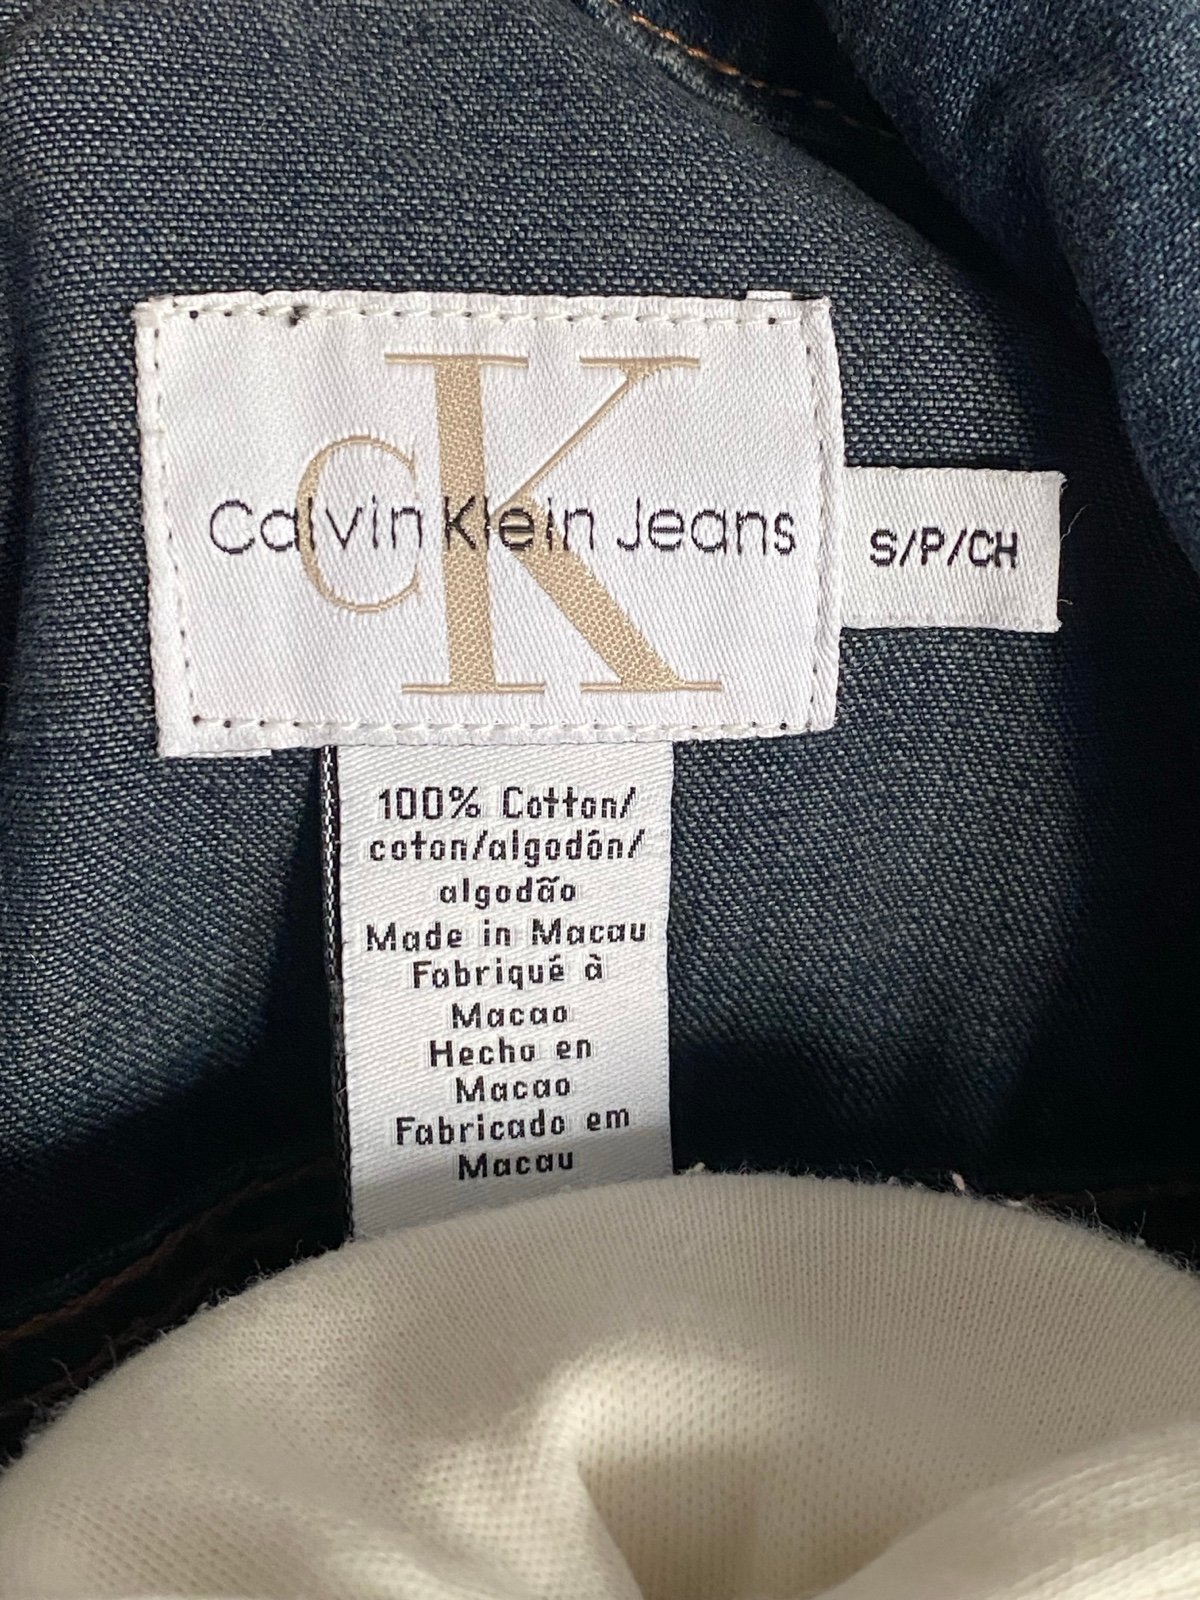 CK
Calvin Klein Jeans
S/P/CH
100% Cotton/
coton/algodón/
algodão
Made in Macau
Fabriqué à
Macao
Hecho en
Macao
Fabricado em
Macau